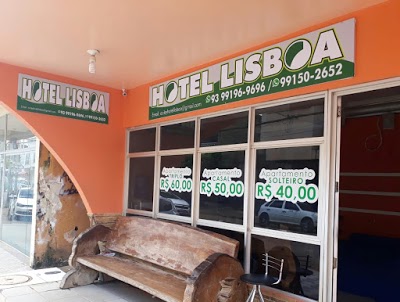 HOTEL LISBOA
93 99196-9696 / 99150-2652
HOTEL LISBOA
Apartamento
TRIPLO
R$ 60,00
Apartamento
CASAL
R$ 50,00
Apartamento
SOLTEIRO
R$ 40,00